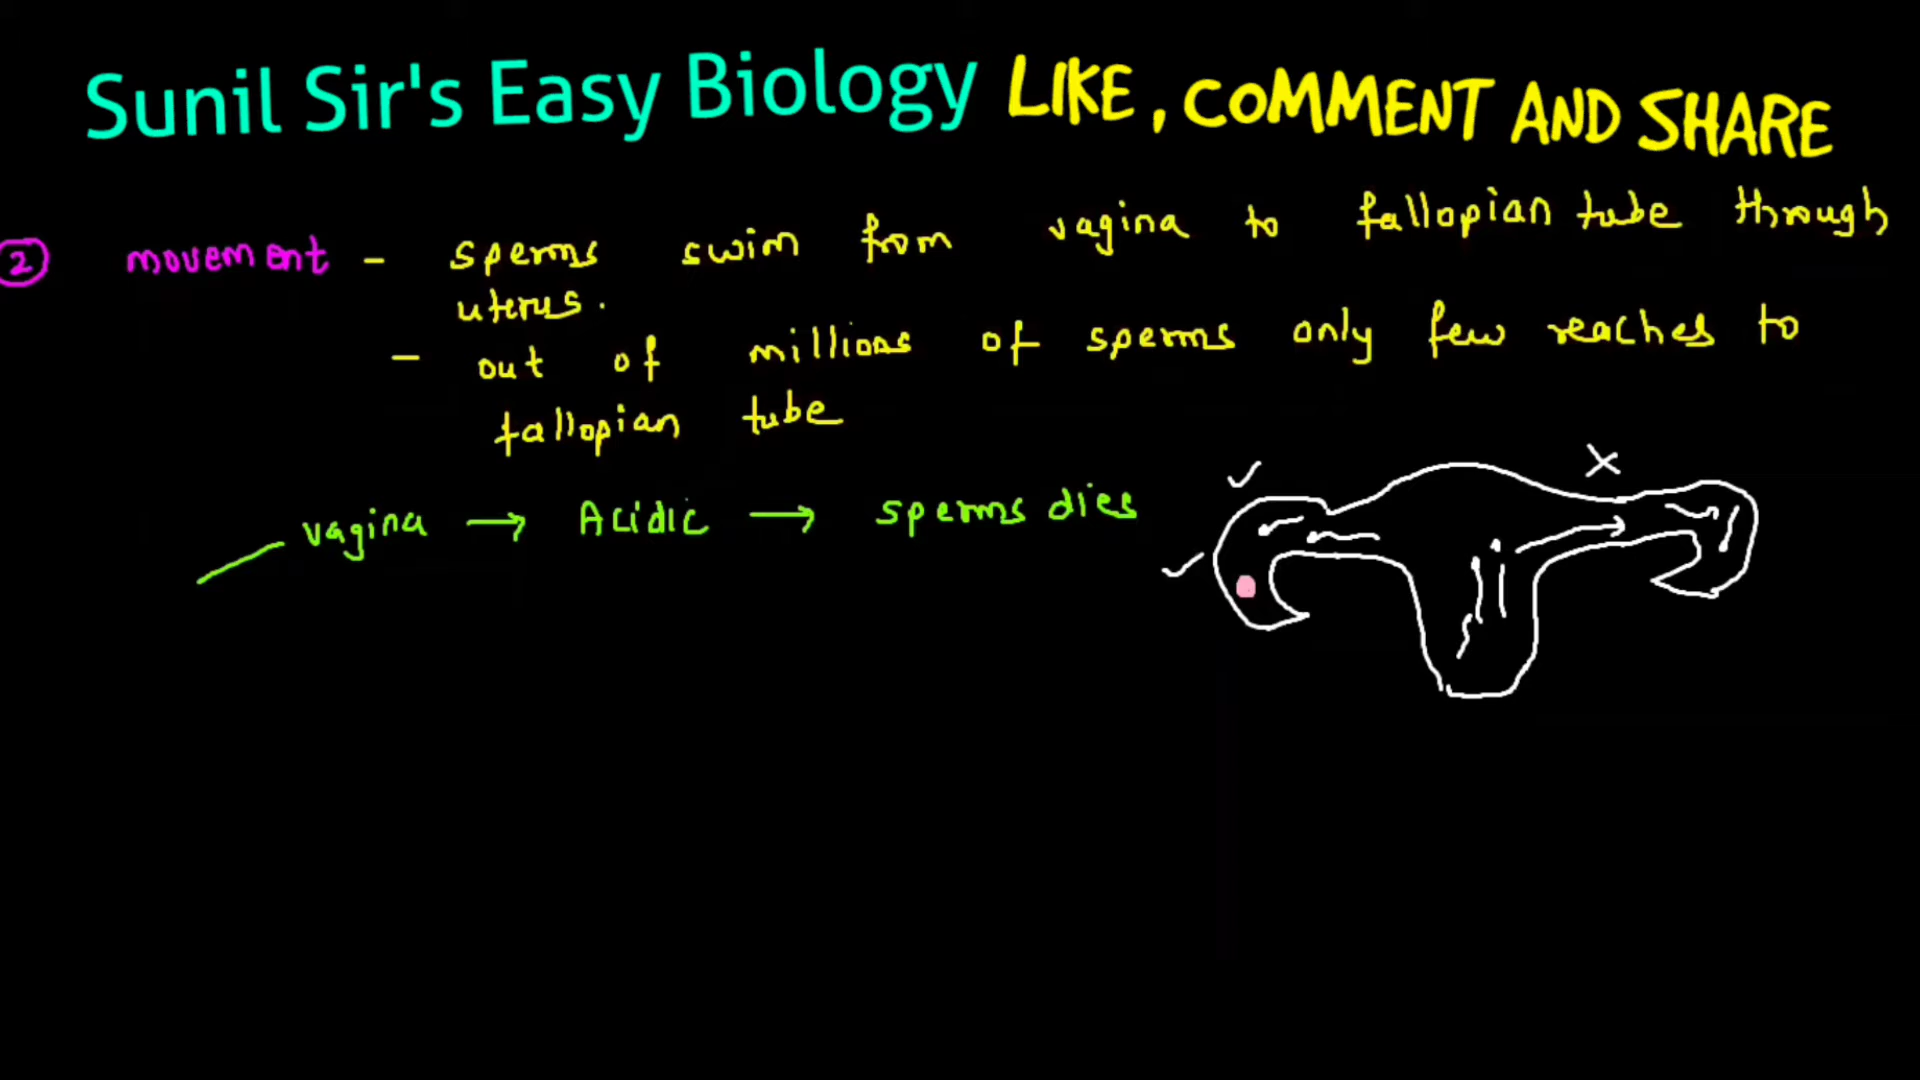 Sunil Sir's Easy Biology LIKE, COMMENT AND SHARE
2 movement - sperms swim from vagina to fallopian tube through
uterus.
- out of millions of sperms only few reaches to
fallopian tube
vagina → Acidic → sperms dies